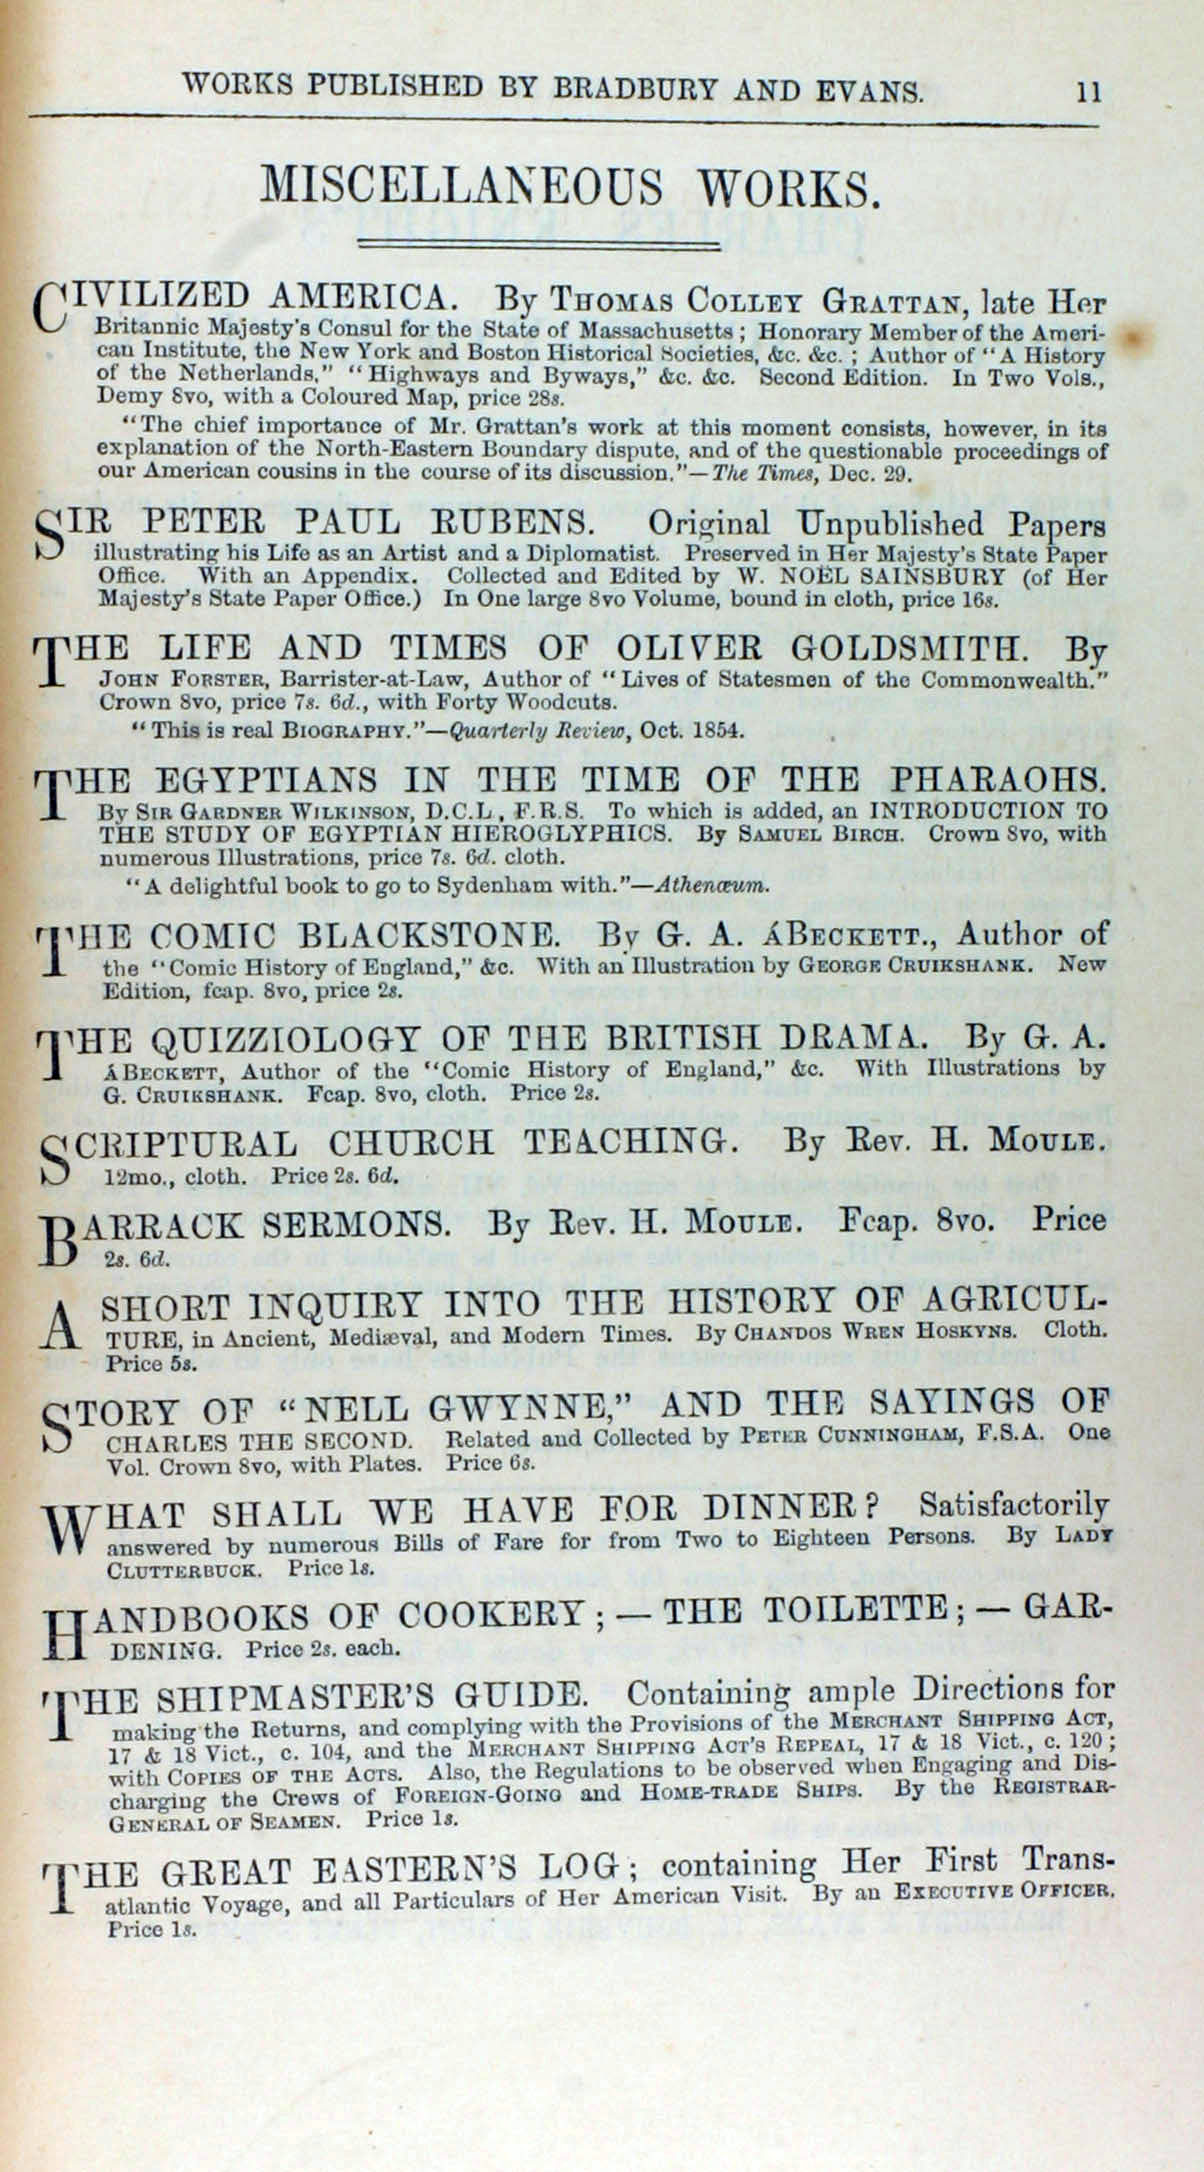 WORKS PUBLISHED BY BRADBURY AND EVANS. 11
MISCELLANEOUS WORKS.
CIVILIZED AMERICA. By THOMAS COLLEY GRATTAN, late Her
Britannic Majesty's Consul for the State of Massachusetts; Honorary Member of the Ameri-
can Institute, the New York and Boston Historical Societies, &c. &c.; Author of "A History
of the Netherlands," "Highways and Byways," &c. &c. Second Edition. In Two Vols.,
Demy 8vo, with a Coloured Map, price 28s.
"The chief importance of Mr. Grattan's work at this moment consists, however, in its
explanation of the North-Eastern Boundary dispute, and of the questionable proceedings of
our American cousins in the course of its discussion."—The Times, Dec. 29.
SIR PETER PAUL RUBENS. Original Unpublished Papers
illustrating his Life as an Artist and a Diplomatist. Preserved in Her Majesty's State Paper
Office. With an Appendix. Collected and Edited by W. NOËL SAINSBURY (of Her
Majesty's State Paper Office.) In One large 8vo Volume, bound in cloth, price 16s.
THE LIFE AND TIMES OF OLIVER GOLDSMITH. By
JOHN FORSTER, Barrister-at-Law, Author of "Lives of Statesmen of the Commonwealth."
Crown 8vo, price 7s. 6d., with Forty Woodcuts.
"This is real BIOGRAPHY."—Quarterly Review, Oct. 1854.
THE EGYPTIANS IN THE TIME OF THE PHARAOHS.
By SIR GARDNER WILKINSON, D.C.L., F.R.S. To which is added, an INTRODUCTION TO
THE STUDY OF EGYPTIAN HIEROGLYPHICS. By SAMUEL BIRCH. Crown 8vo, with
numerous Illustrations, price 7s. 6d. cloth.
"A delightful book to go to Sydenham with."—Athenæum.
THE COMIC BLACKSTONE. By G. A. ÁBECKETT., Author of
the "Comic History of England," &c. With an Illustration by GEORGE CRUIKSHANK. New
Edition, fcap. 8vo, price 2s.
THE QUIZZIOLOGY OF THE BRITISH DRAMA. By G. A.
ÁBECKETT, Author of the "Comic History of England," &c. With Illustrations by
G. CRUIKSHANK. Fcap. 8vo, cloth. Price 2s.
SCRIPTURAL CHURCH TEACHING. By Rev. H. MOULE.
12mo., cloth. Price 2s. 6d.
BARRACK SERMONS. By Rev. H. MOULE. Fcap. 8vo. Price
2s. 6d.
A SHORT INQUIRY INTO THE HISTORY OF AGRICUL-
TURE, in Ancient, Mediæval, and Modern Times. By CHANDOS WREN HOSKYNS. Cloth.
Price 5s.
STORY OF "NELL GWYNNE," AND THE SAYINGS OF
CHARLES THE SECOND. Related and Collected by PETER CUNNINGHAM, F.S.A. One
Vol. Crown 8vo, with Plates. Price 6s.
WHAT SHALL WE HAVE FOR DINNER? Satisfactorily
answered by numerous Bills of Fare for from Two to Eighteen Persons. By LADY
CLUTTERBUCK. Price 1s.
HANDBOOKS OF COOKERY;—THE TOILETTE;—GAR-
DENING. Price 2s. each.
THE SHIPMASTER'S GUIDE. Containing ample Directions for
making the Returns, and complying with the Provisions of the MERCHANT SHIPPING ACT,
17 & 18 Vict., c. 104, and the MERCHANT SHIPPING ACT'S REPEAL, 17 & 18 Vict., c. 120;
with COPIES OF THE ACTS. Also, the Regulations to be observed when Engaging and Dis-
charging the Crews of FOREIGN-GOING and HOME-TRADE SHIPS. By the REGISTRAR-
GENERAL OF SEAMEN. Price 1s.
THE GREAT EASTERN'S LOG; containing Her First Trans-
atlantic Voyage, and all Particulars of Her American Visit. By an EXECUTIVE OFFICER.
Price 1s.